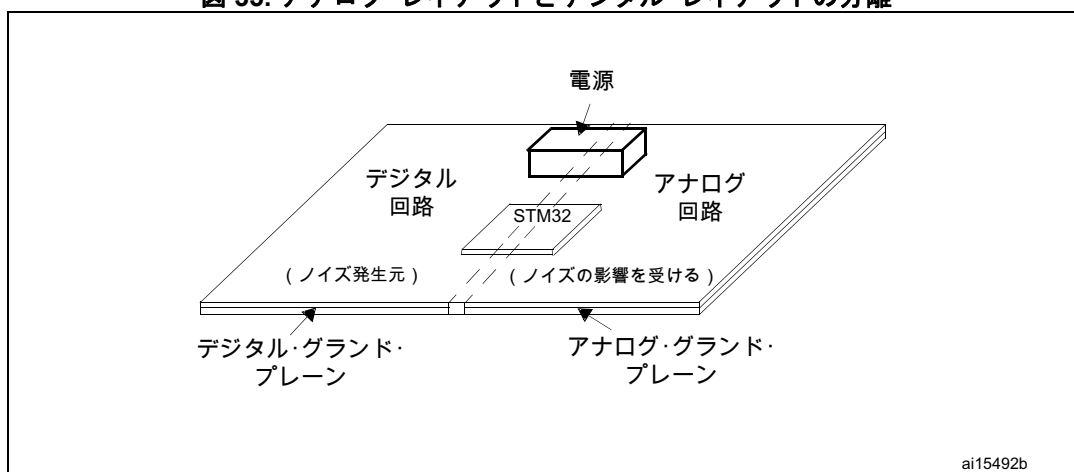 図 33. アナログ・レイアウトとデジタル・レイアウトの分離
電源
デジタル
回路
アナログ
回路
STM32
( ノイズ発生元 )
( ノイズの影響を受ける )
デジタル・グランド・
プレーン
アナログ・グランド・
プレーン
ai15492b